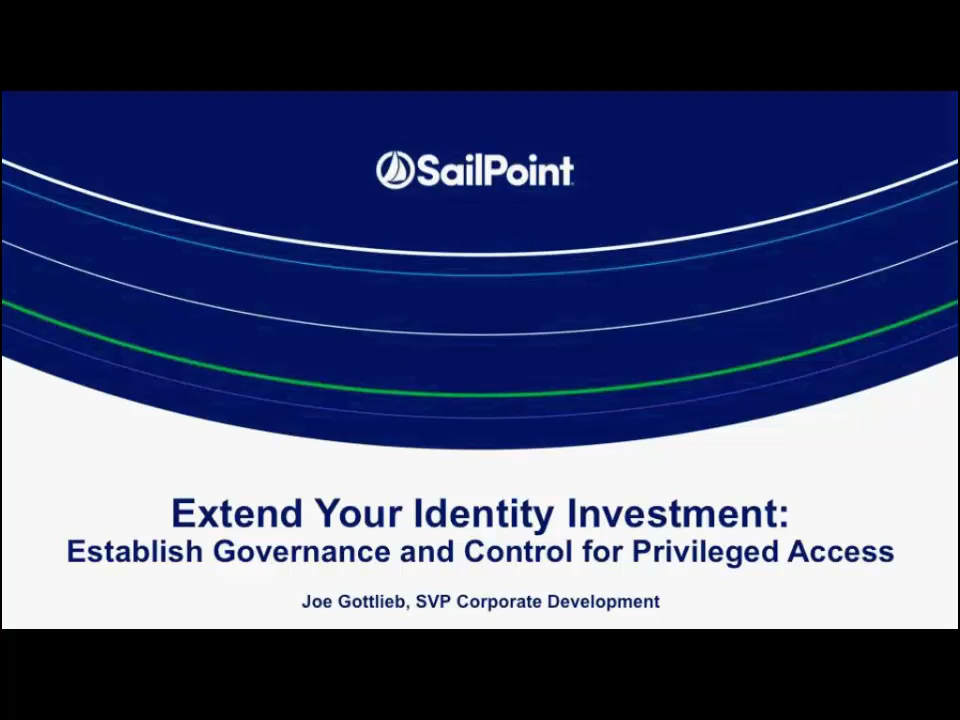 SailPoint
Extend Your Identity Investment:
Establish Governance and Control for Privileged Access
Joe Gottlieb, SVP Corporate Development